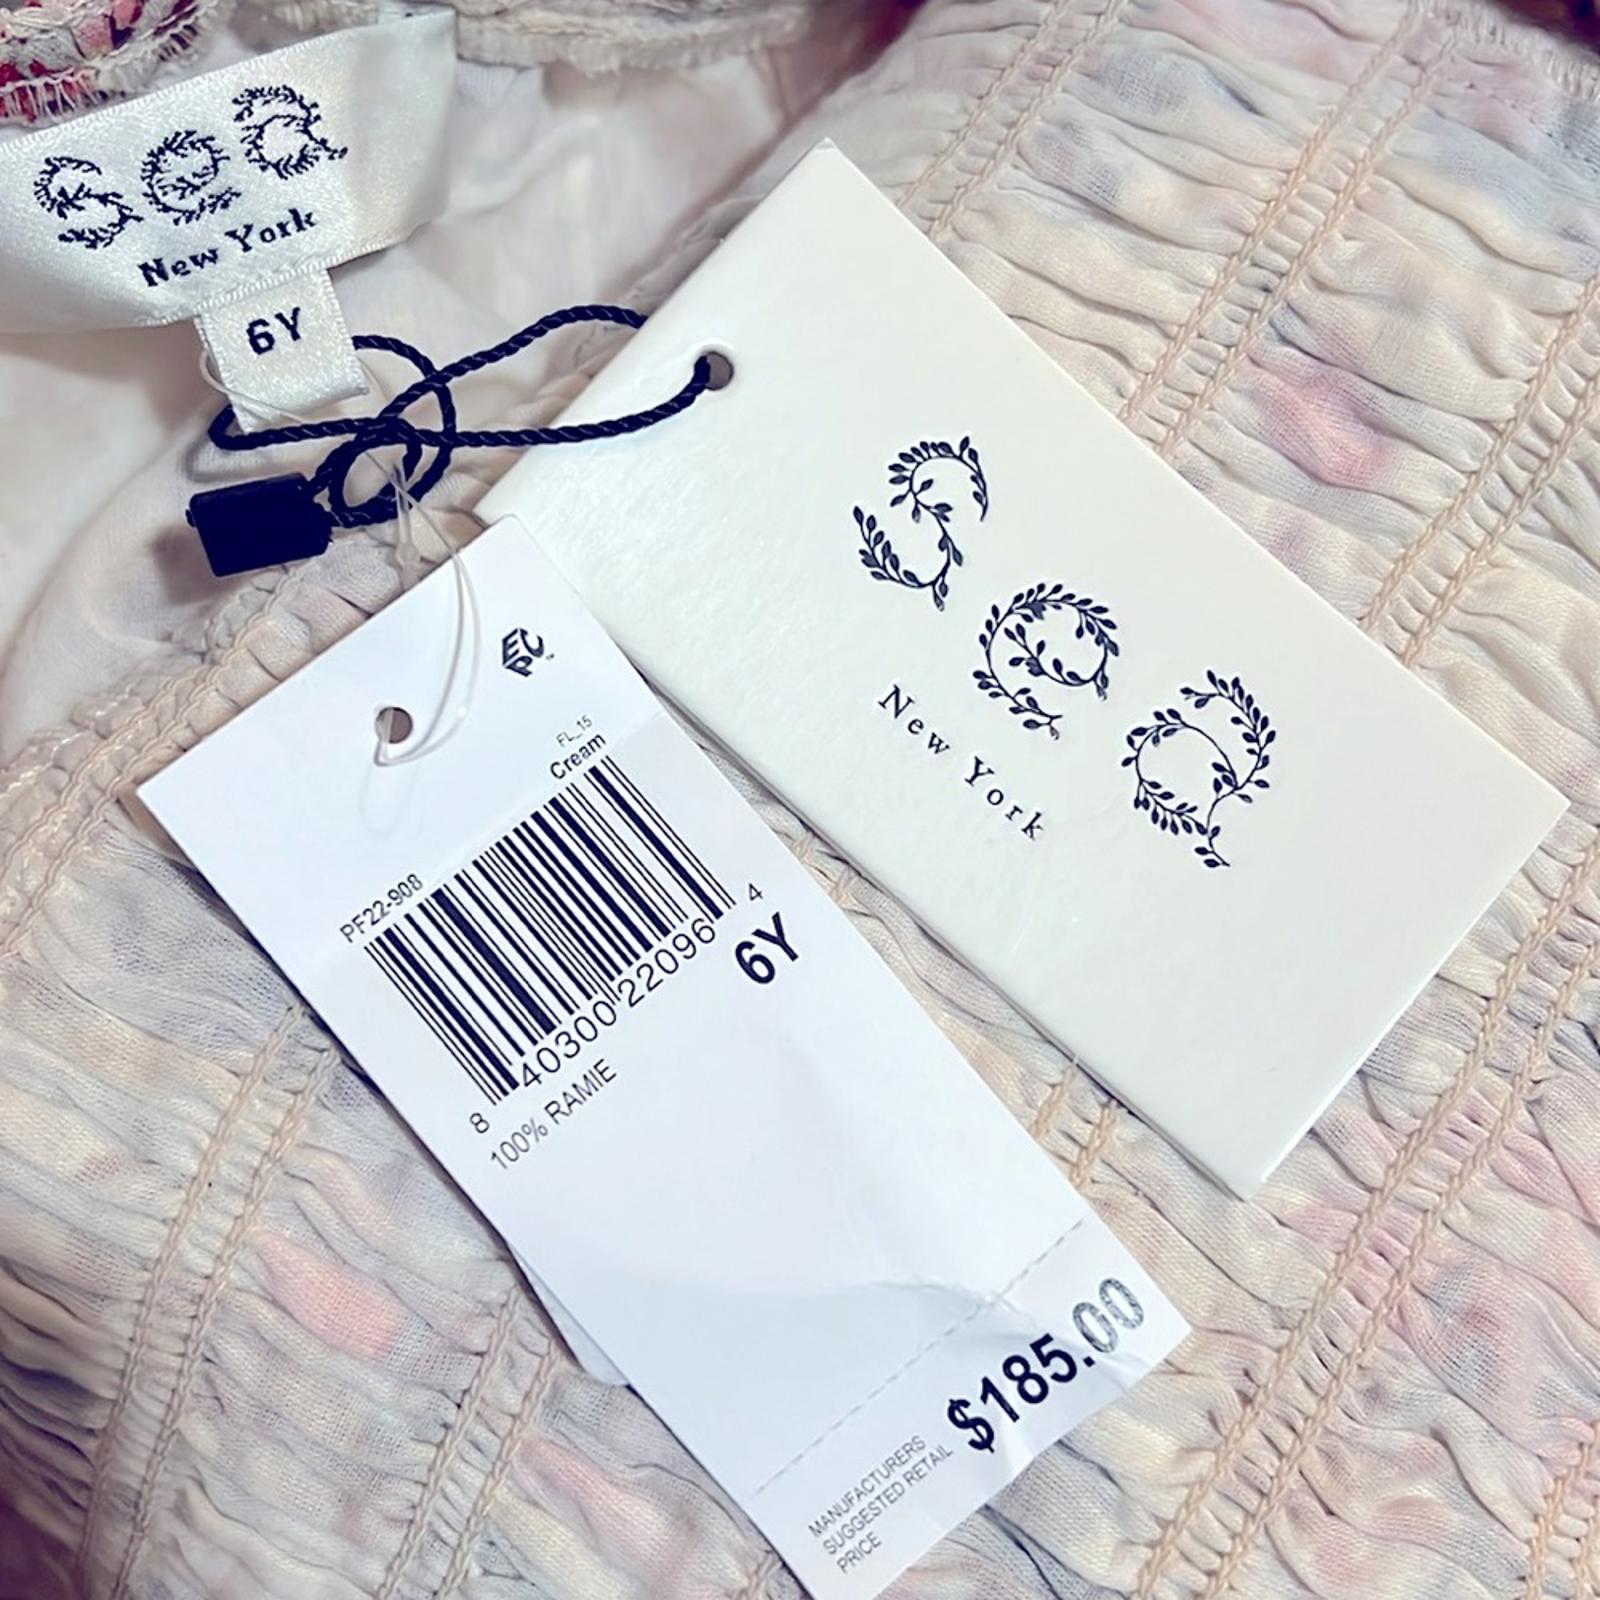 sea
New York
6Y
sea
New York
EPC
FL_15
Cream
PF22-908
8 40300 22096 4
6Y
100% RAMIE
$185.00
MANUFACTURERS
SUGGESTED RETAIL
PRICE